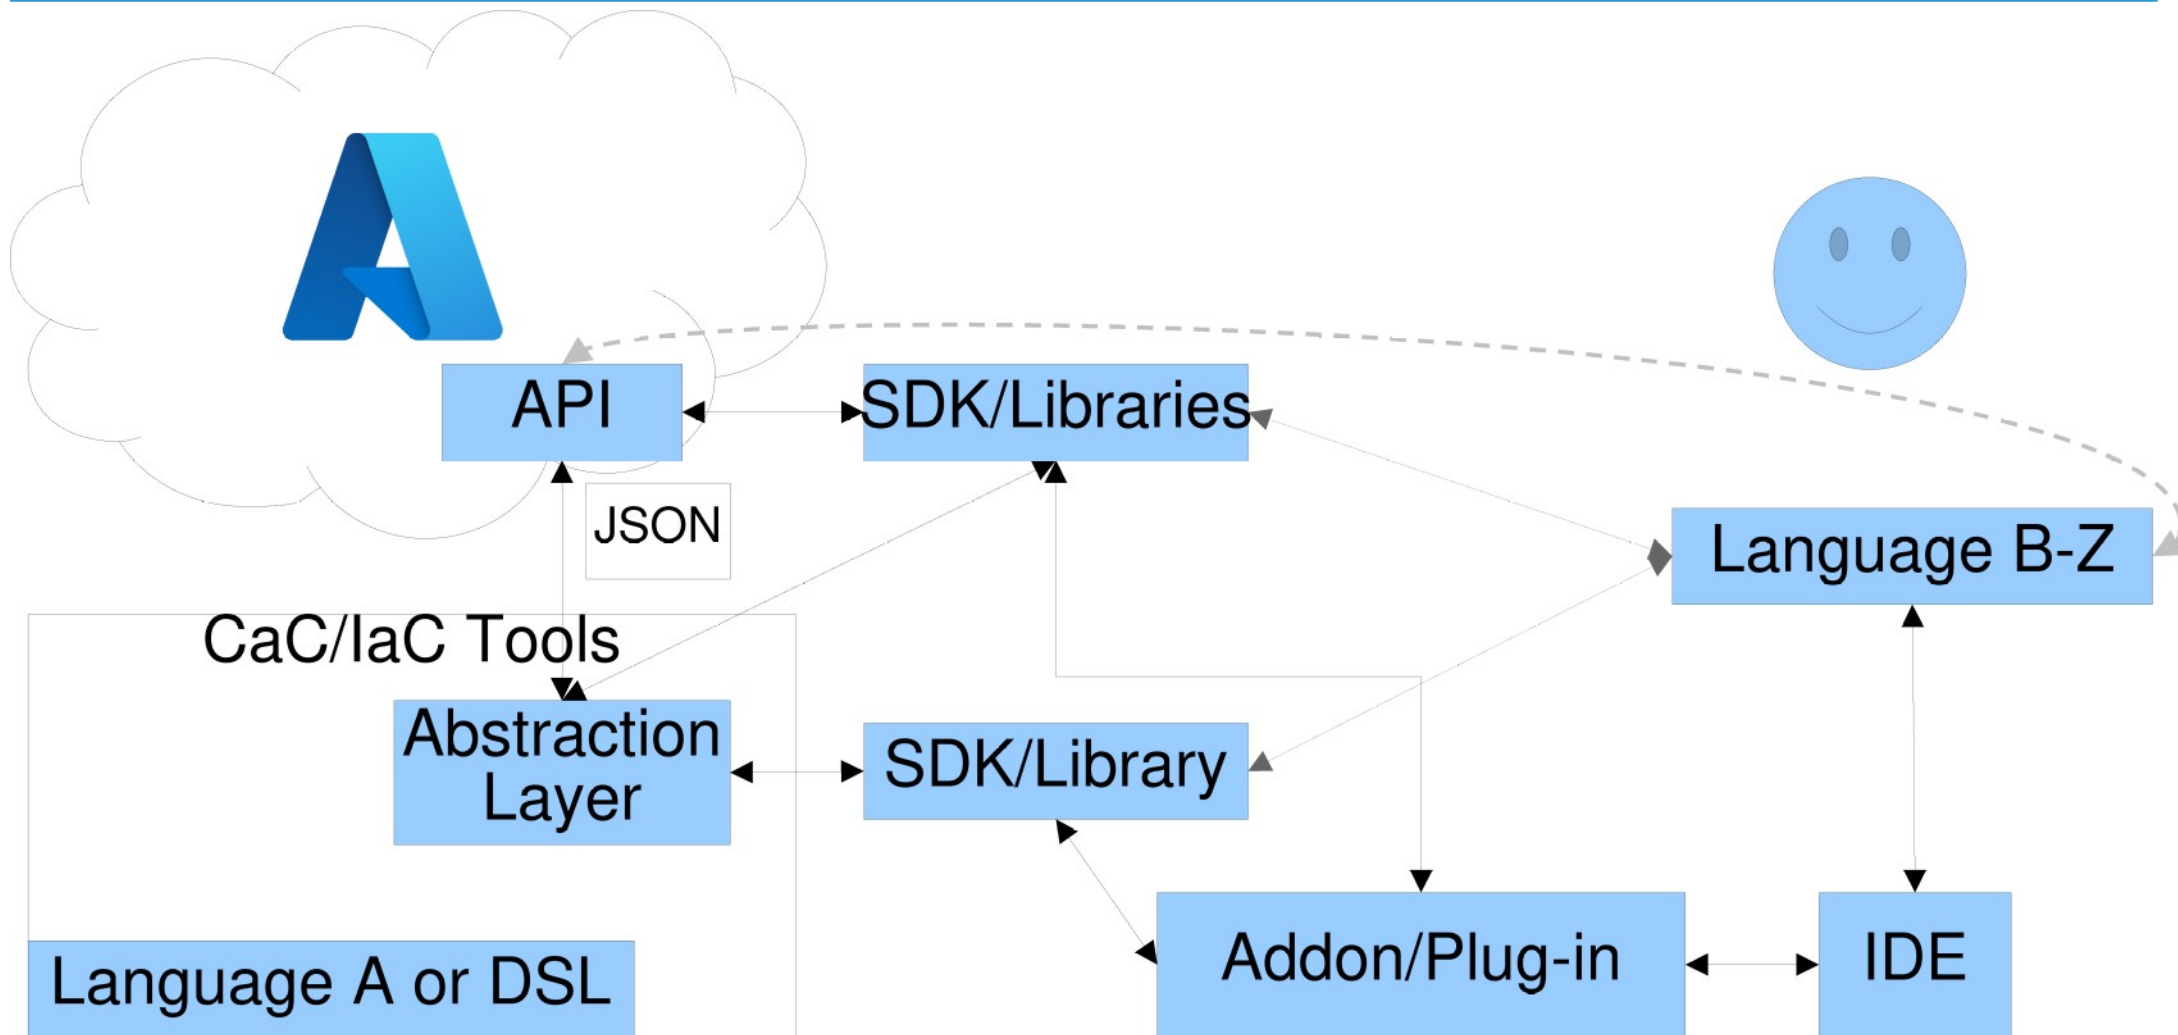 API
SDK/Libraries
JSON
Language B-Z
CaC/IaC Tools
Abstraction
Layer
SDK/Library
Addon/Plug-in
IDE
Language A or DSL